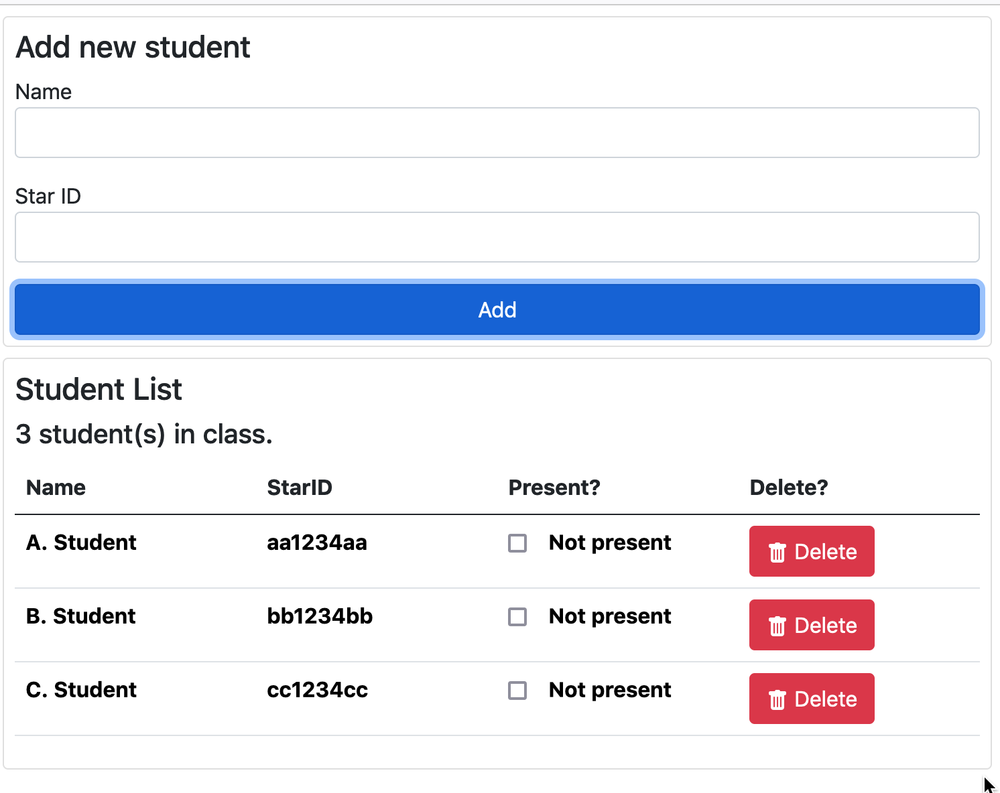 Add new student
Name
Star ID
Add
Student List
3 student(s) in class.
Name StarID Present? Delete?
A. Student aa1234aa Not present Delete
B. Student bb1234bb Not present Delete
C. Student cc1234cc Not present Delete